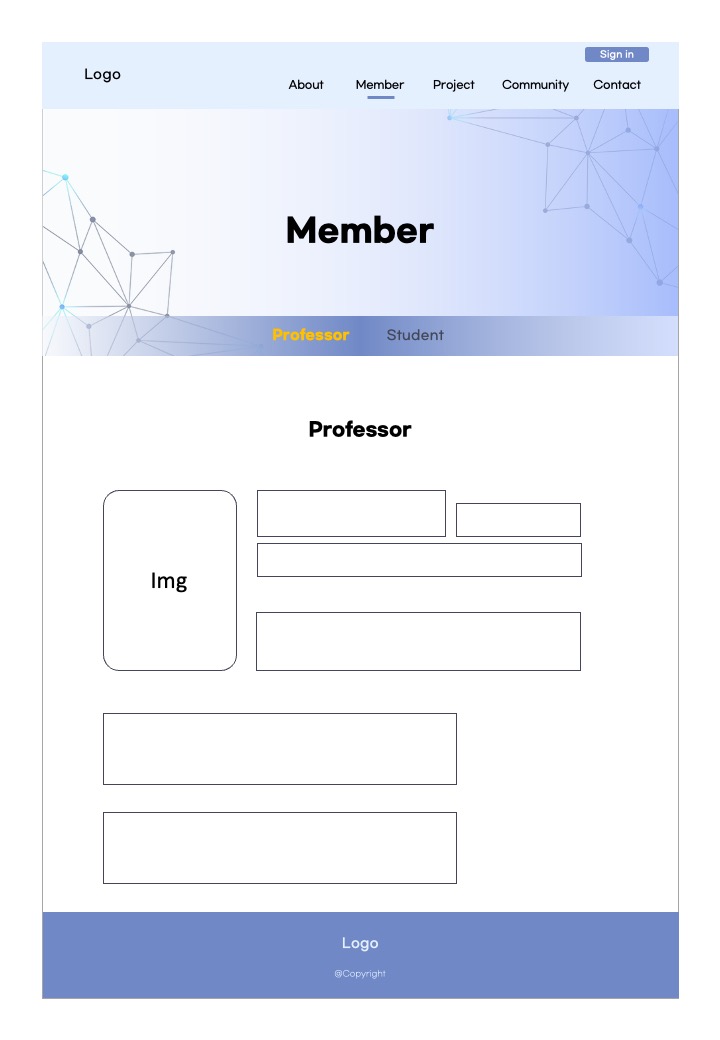 Sign in
Logo
About Member Project Community Contact
Member
Professor Student
Professor
Img
Logo
@Copyright